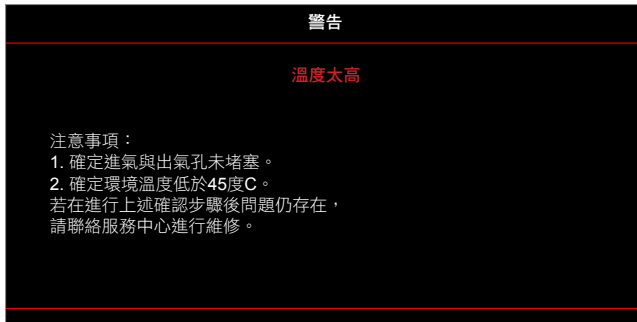 警告
溫度太高
注意事項：
1. 確定進氣與出氣孔未堵塞。
2. 確定環境溫度低於45度C。
若在進行上述確認步驟後問題仍存在，
請聯絡服務中心進行維修。